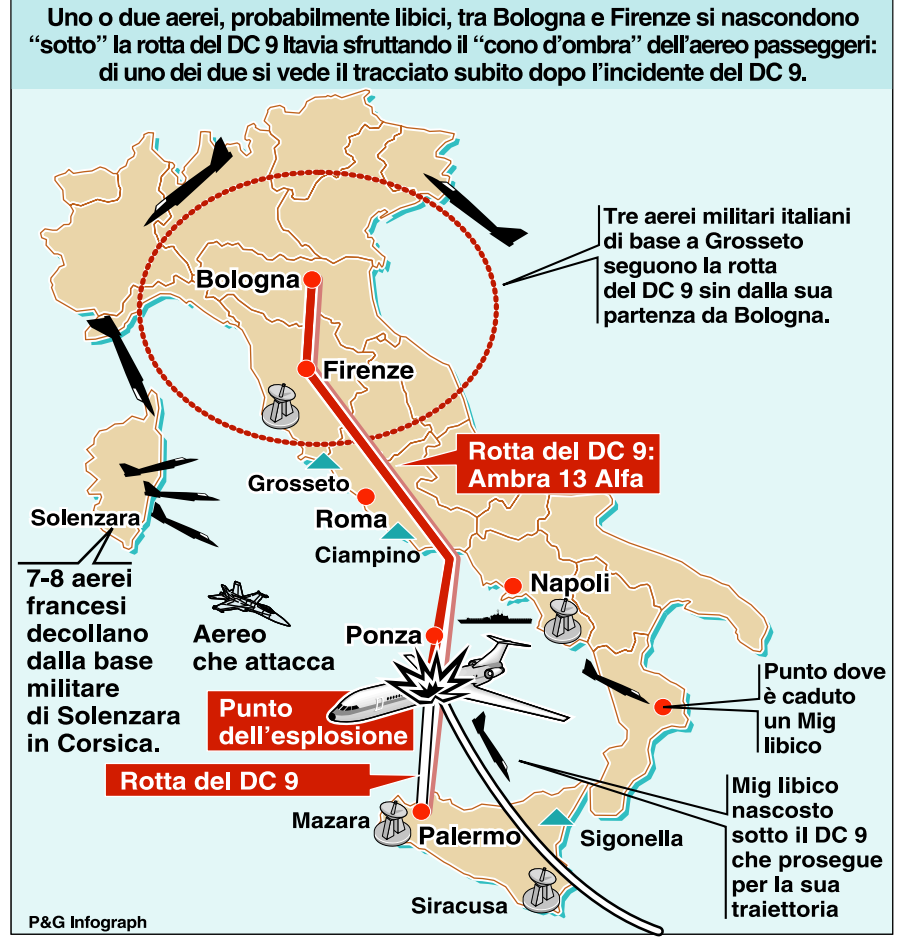 Uno o due aerei, probabilmente libici, tra Bologna e Firenze si nascondono
“sotto” la rotta del DC 9 Itavia sfruttando il “cono d’ombra” dell’aereo passeggeri:
di uno dei due si vede il tracciato subito dopo l’incidente del DC 9.
Tre aerei militari italiani
di base a Grosseto
seguono la rotta
del DC 9 sin dalla sua
partenza da Bologna.
Bologna
Firenze
Rotta del DC 9:
Ambra 13 Alfa
Grosseto
Roma
Ciampino
Solenzara
7-8 aerei
francesi
decollano
dalla base
militare
di Solenzara
in Corsica.
Aereo
che attacca
Napoli
Ponza
Punto
dell’esplosione
Punto dove
è caduto
un Mig
libico
Rotta del DC 9
Mazara
Palermo
Sigonella
Mig libico
nascosto
sotto il DC 9
che prosegue
per la sua
traiettoria
Siracusa
P&G Infograph